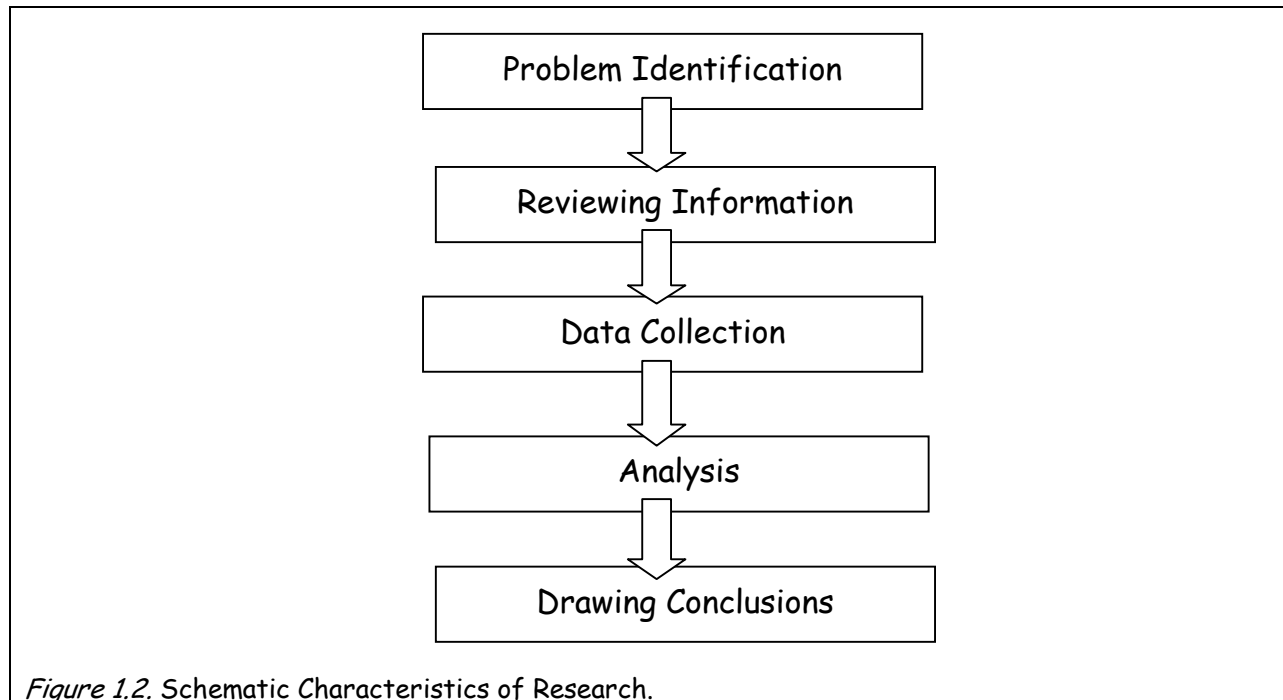 Problem Identification
Reviewing Information
Data Collection
Analysis
Drawing Conclusions
Figure 1.2. Schematic Characteristics of Research.